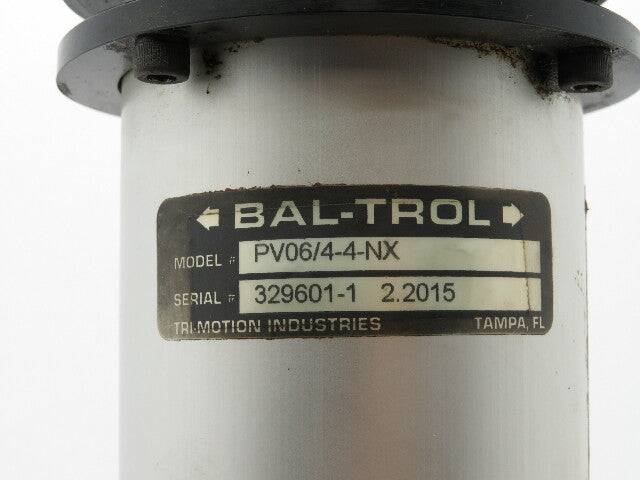 BAL-TROL
MODEL # PV06/4-4-NX
SERIAL # 329601-1 2.2015
TRI-MOTION INDUSTRIES TAMPA, FL